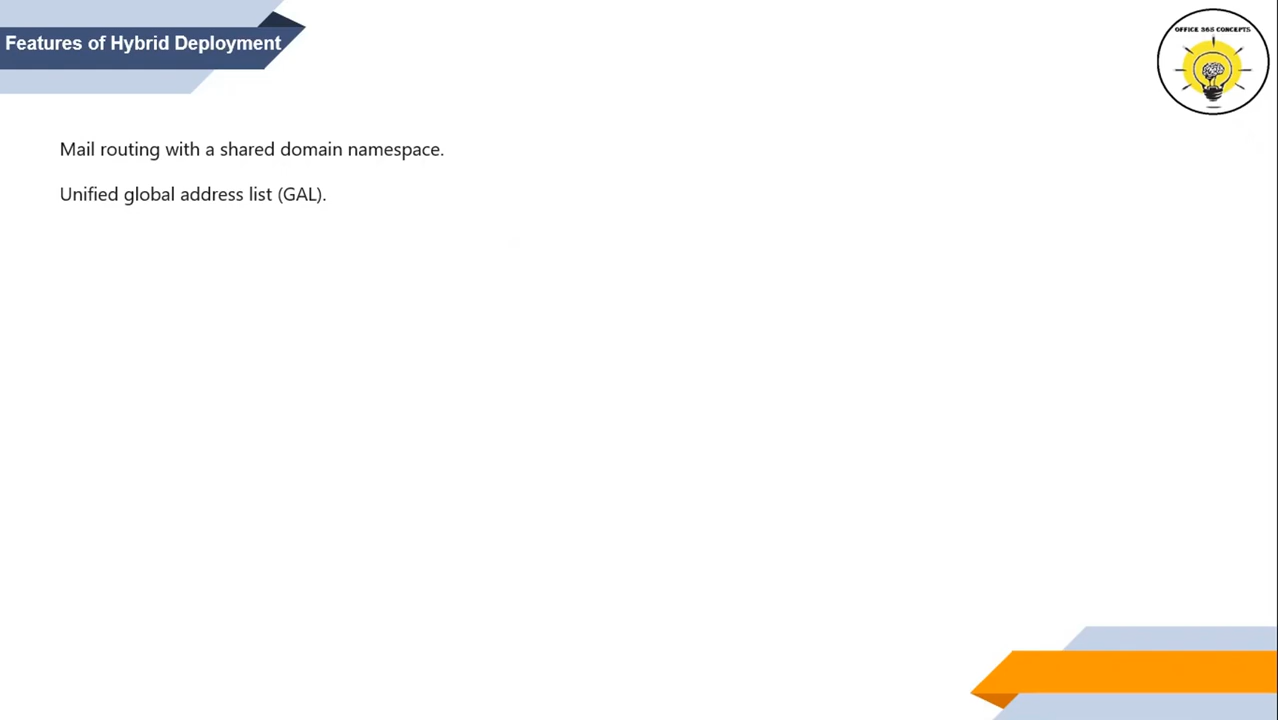 Features of Hybrid Deployment
OFFICE 365 CONCEPTS
Mail routing with a shared domain namespace.
Unified global address list (GAL).